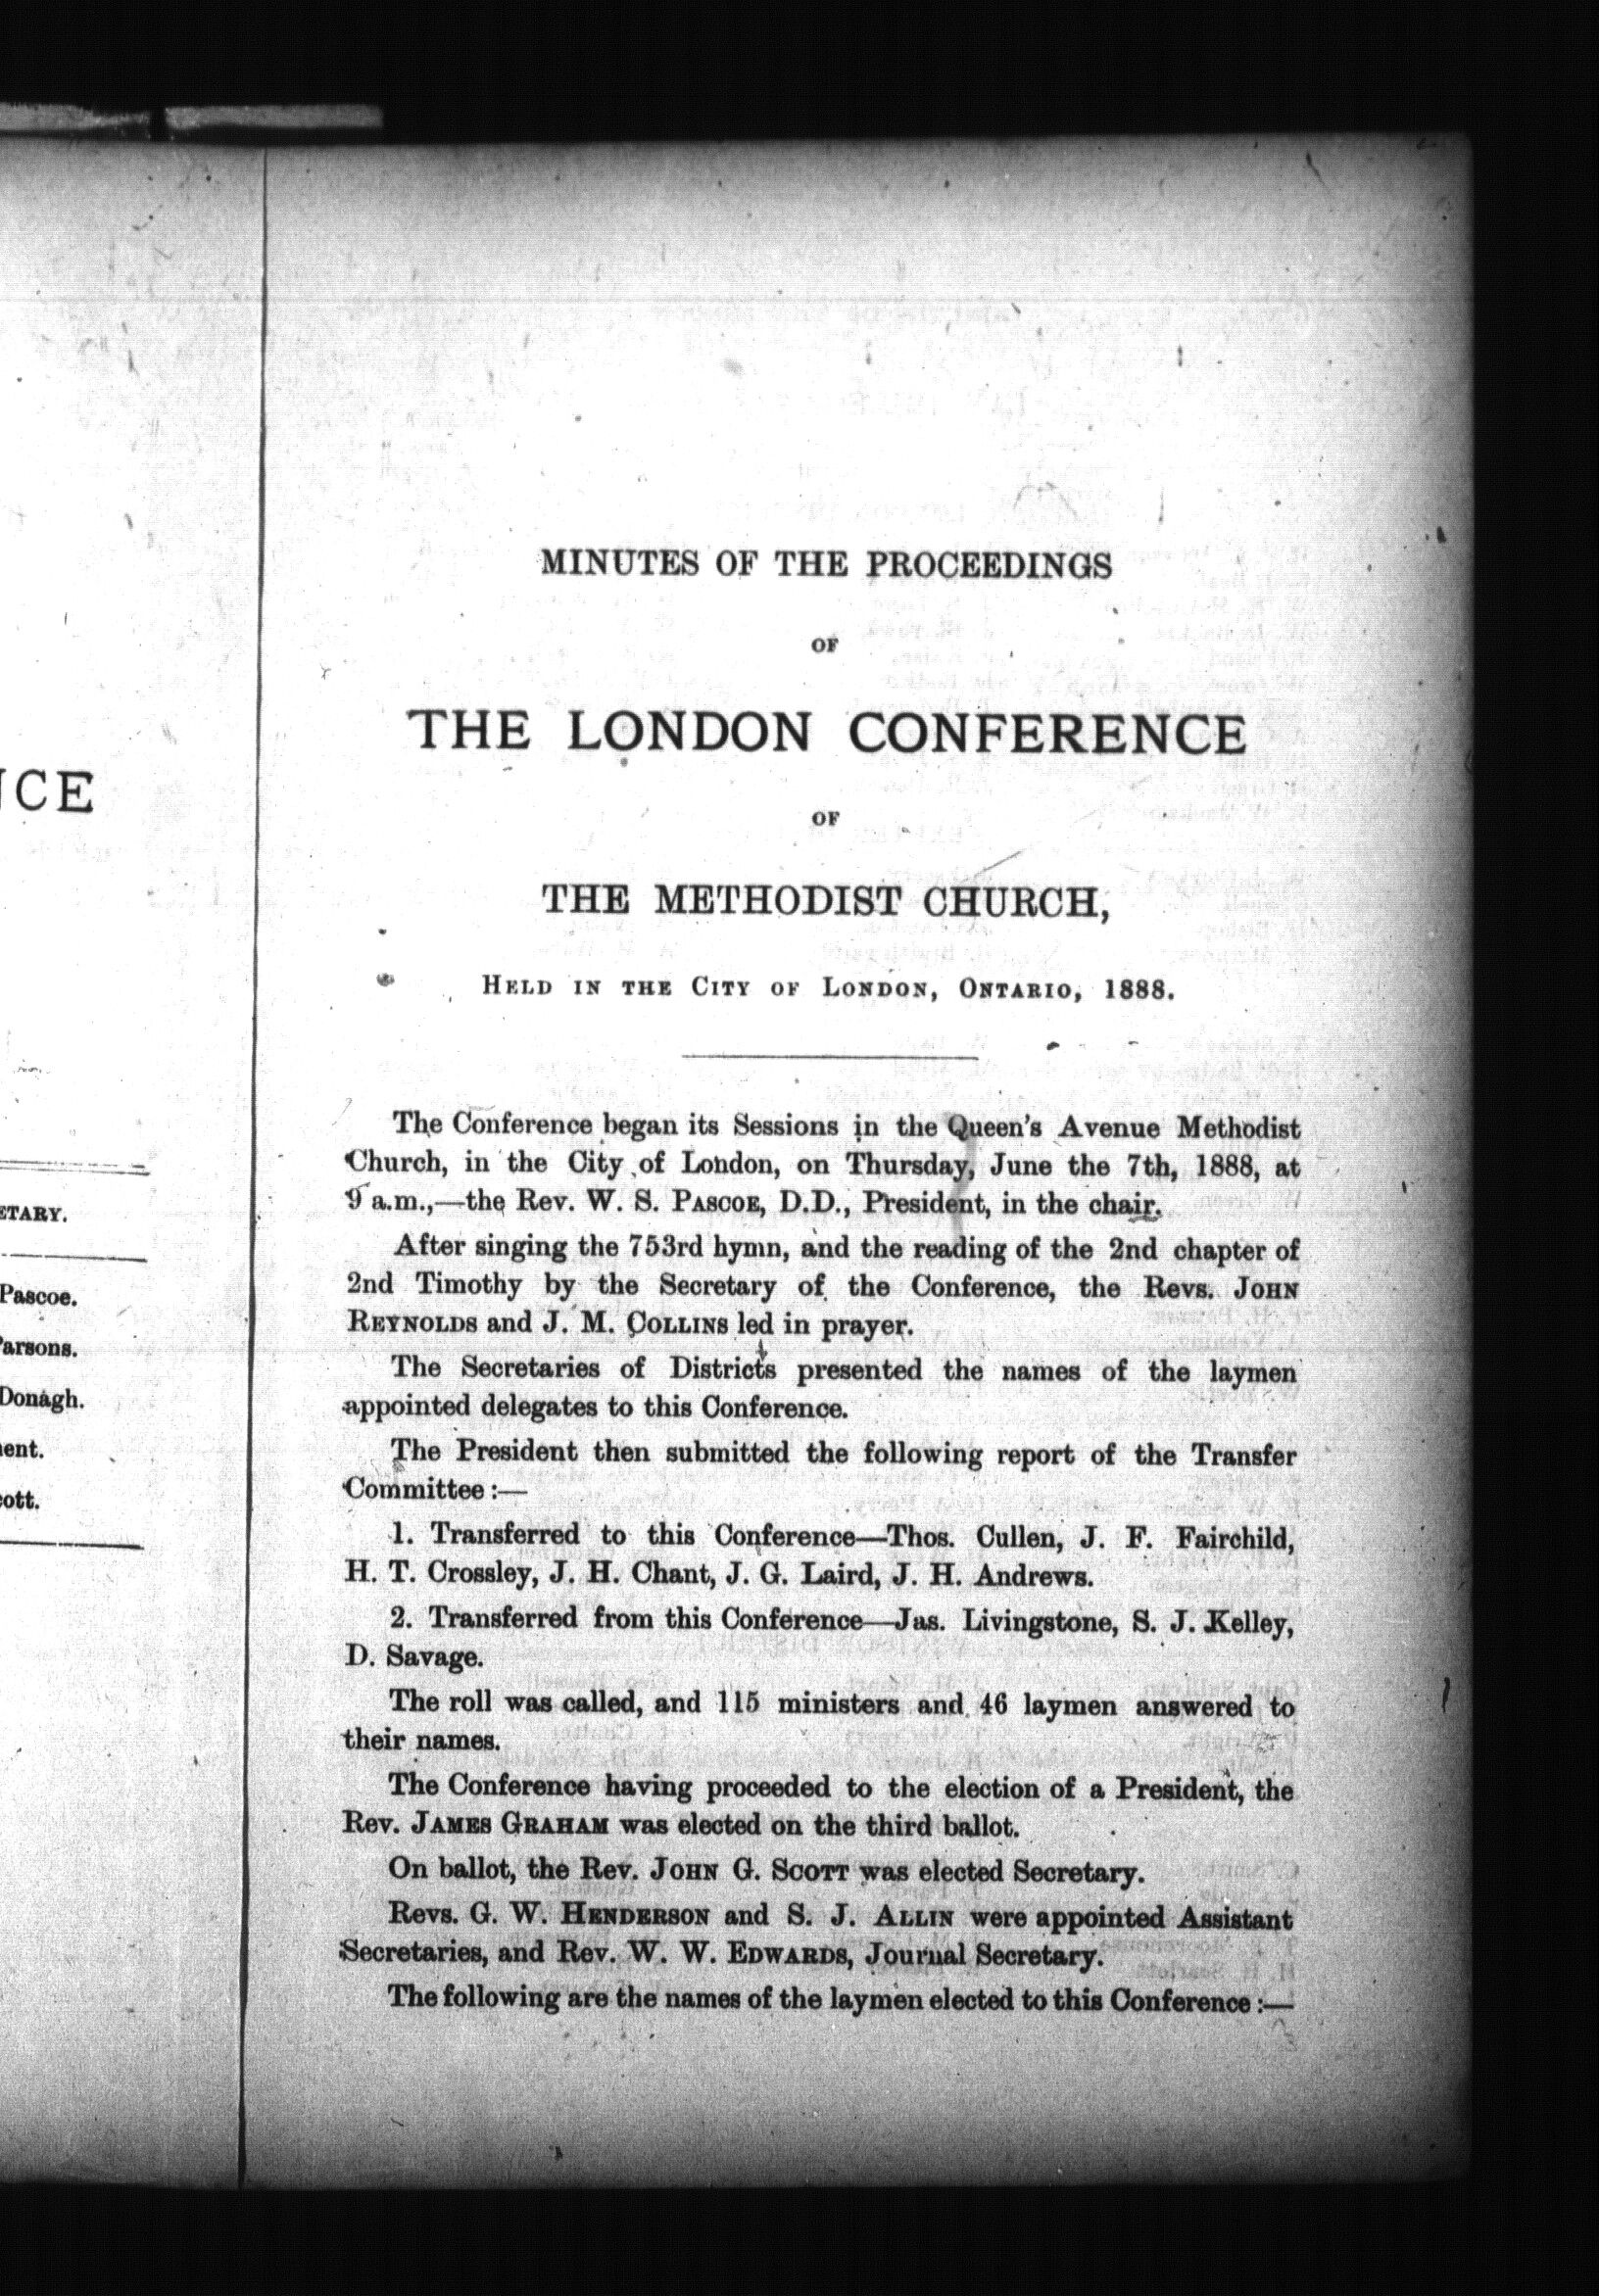 NCE
ETARY.
Pascoe.
Parsons.
Donagh.
ent.
cott.
MINUTES OF THE PROCEEDINGS
OF
THE LONDON CONFERENCE
OF
THE METHODIST CHURCH,
HELD IN THE CITY OF LONDON, ONTARIO, 1888.
The Conference began its Sessions in the Queen's Avenue Methodist
Church, in the City of London, on Thursday, June the 7th, 1888, at
9 a.m.,—the Rev. W. S. PASCOE, D.D., President, in the chair.
After singing the 753rd hymn, and the reading of the 2nd chapter of
2nd Timothy by the Secretary of the Conference, the Revs. JOHN
REYNOLDS and J. M. COLLINS led in prayer.
The Secretaries of Districts presented the names of the laymen
appointed delegates to this Conference.
The President then submitted the following report of the Transfer
Committee :—
1. Transferred to this Conference—Thos. Cullen, J. F. Fairchild,
H. T. Crossley, J. H. Chant, J. G. Laird, J. H. Andrews.
2. Transferred from this Conference—Jas. Livingstone, S. J. Kelley,
D. Savage.
The roll was called, and 115 ministers and 46 laymen answered to
their names.
The Conference having proceeded to the election of a President, the
Rev. JAMES GRAHAM was elected on the third ballot.
On ballot, the Rev. JOHN G. SCOTT was elected Secretary.
Revs. G. W. HENDERSON and S. J. ALLIN were appointed Assistant
Secretaries, and Rev. W. W. EDWARDS, Journal Secretary.
The following are the names of the laymen elected to this Conference :—